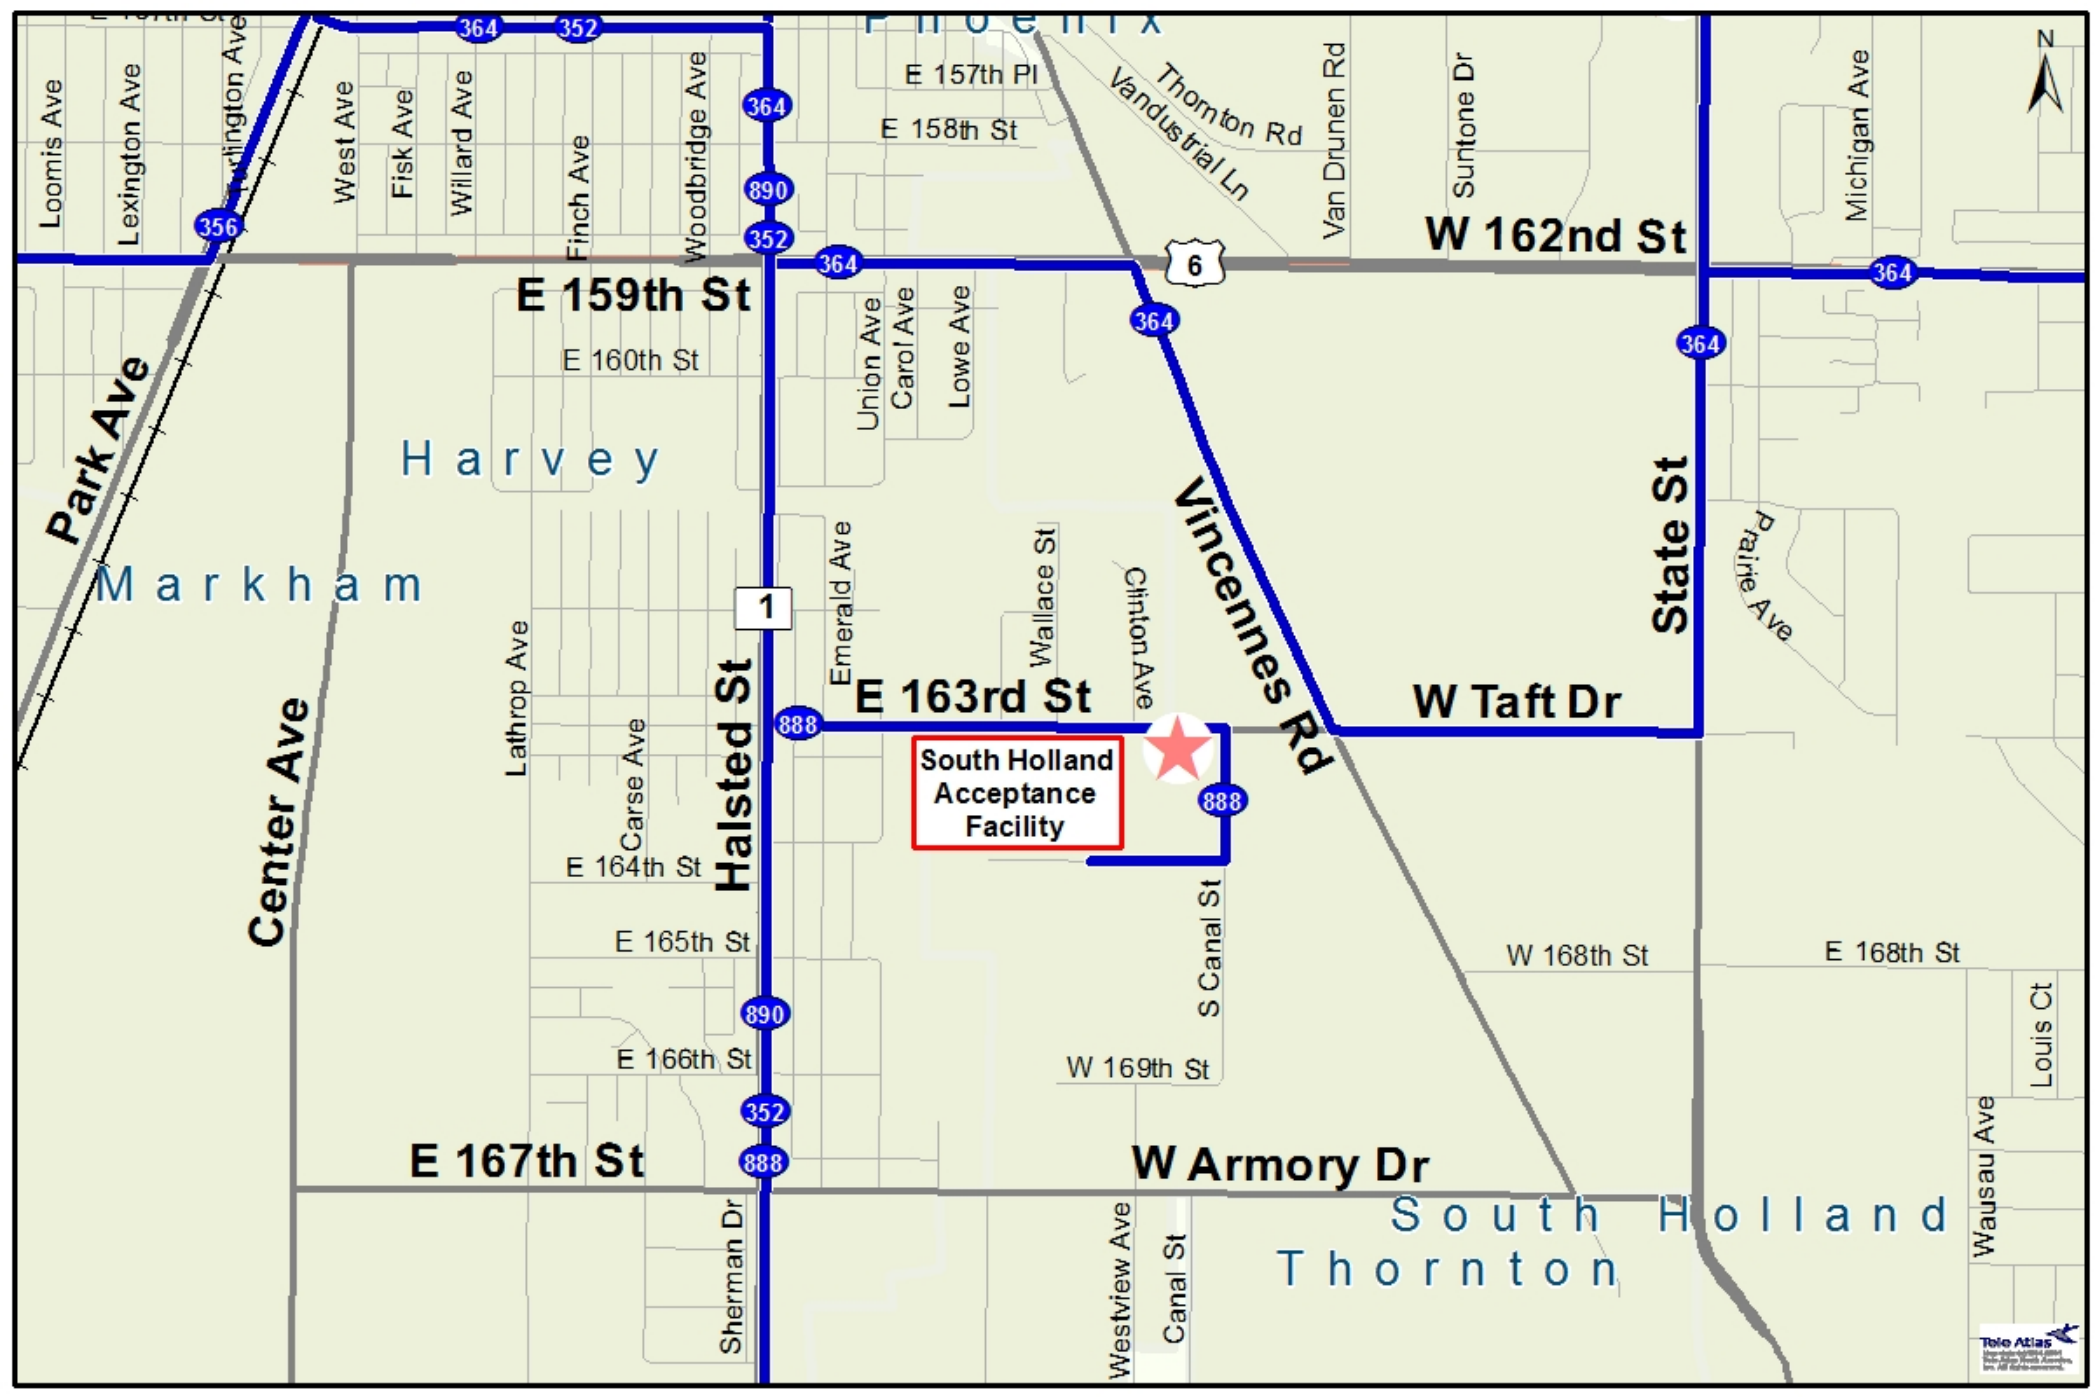 E 157th St
364
352
Phoenix
N
Loomis Ave
Lexington Ave
Turlington Ave
West Ave
Fisk Ave
Willard Ave
Finch Ave
Woodbridge Ave
364
890
352
356
E 157th Pl
E 158th St
Vandustrial Ln
Thornton Rd
Van Drunen Rd
Suntone Dr
Michigan Ave
W 162nd St
6
364
364
E 159th St
364
364
E 160th St
Union Ave
Carol Ave
Lowe Ave
Park Ave
Harvey
Markham
Vincennes Rd
State St
Prairie Ave
1
Emerald Ave
Wallace St
Clinton Ave
Lathrop Ave
Carse Ave
Center Ave
Halsted St
888
E 163rd St
W Taft Dr
South Holland
Acceptance
Facility
888
E 164th St
S Canal St
E 165th St
W 168th St
E 168th St
Louis Ct
890
E 166th St
W 169th St
352
888
E 167th St
W Armory Dr
Wausau Ave
South Holland
Thornton
Sherman Dr
Westview Ave
Canal St
Tele Atlas